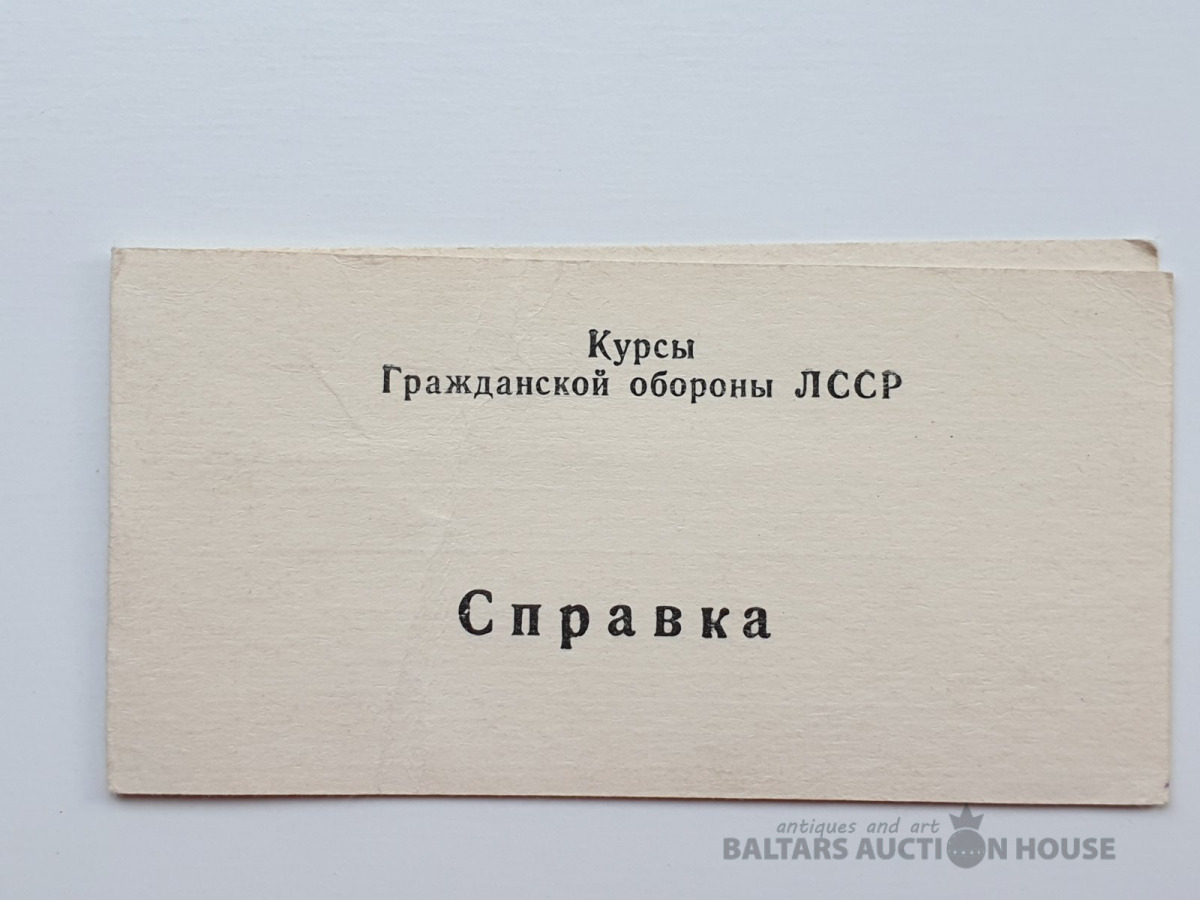 Курсы
Гражданской обороны ЛССР
Справка
antiques and art
BALTARS AUCTION HOUSE